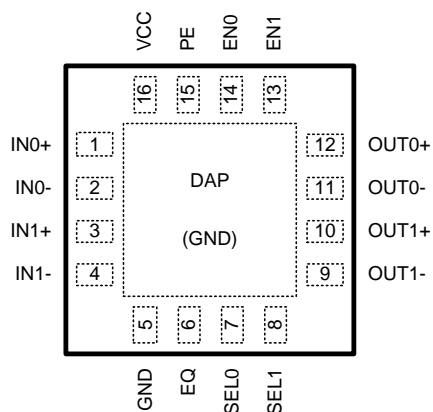 VCC PE EN0 EN1
16 15 14 13
IN0+ 1 12 OUT0+
IN0- 2 DAP 11 OUT0-
IN1+ 3 10 OUT1+
(GND)
IN1- 4 9 OUT1-
5 6 7 8
GND EQ SEL0 SEL1